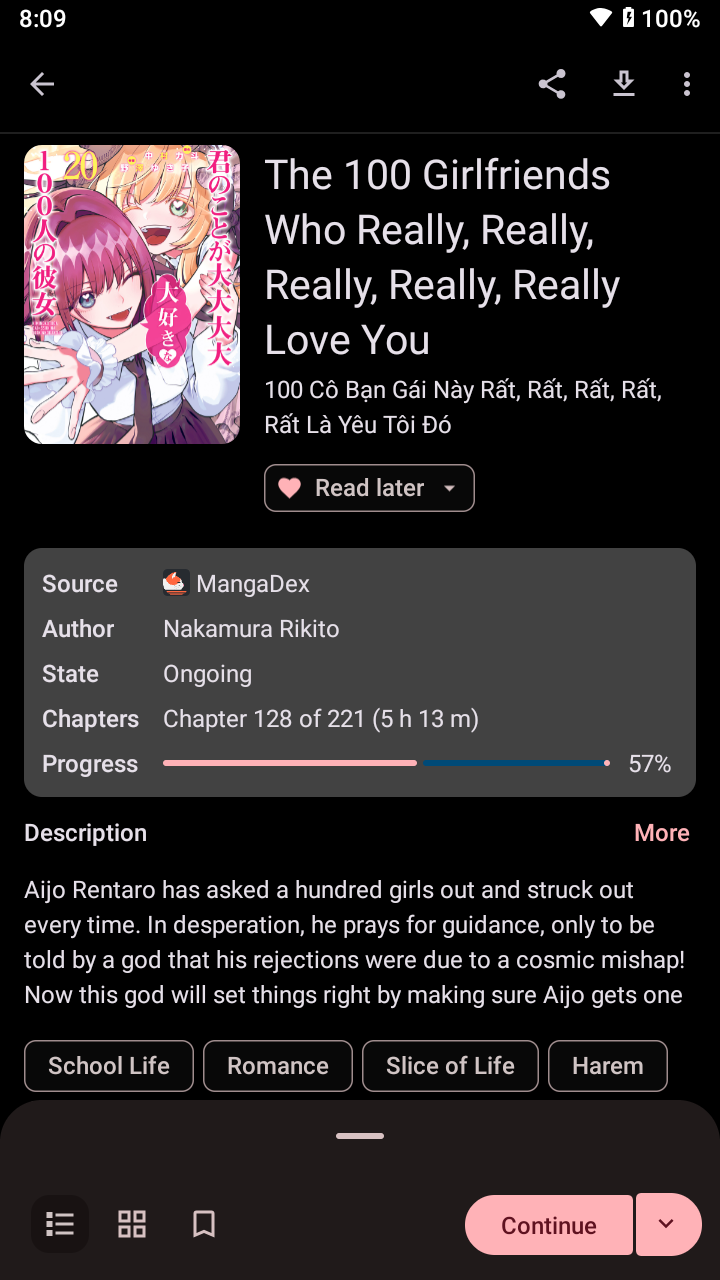 8:09
100%
君のことが大大大大
大好きな
100人の彼女
20
The 100 Girlfriends
Who Really, Really,
Really, Really, Really
Love You
100 Cô Bạn Gái Này Rất, Rất, Rất, Rất,
Rất Là Yêu Tôi Đó
Read later
Source MangaDex
Author Nakamura Rikito
State Ongoing
Chapters Chapter 128 of 221 (5 h 13 m)
Progress 57%
Description More
Aijo Rentaro has asked a hundred girls out and struck out
every time. In desperation, he prays for guidance, only to be
told by a god that his rejections were due to a cosmic mishap!
Now this god will set things right by making sure Aijo gets one
School Life Romance Slice of Life Harem
Continue